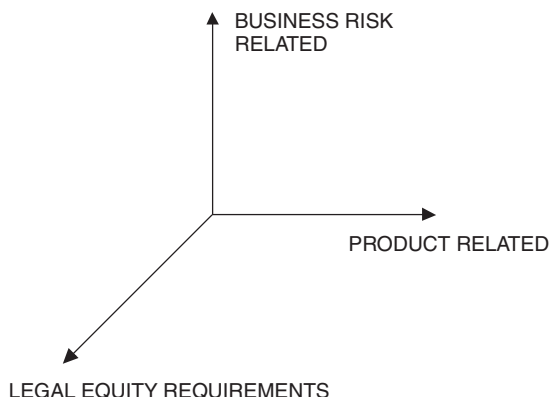 BUSINESS RISK
RELATED
PRODUCT RELATED
LEGAL EQUITY REQUIREMENTS